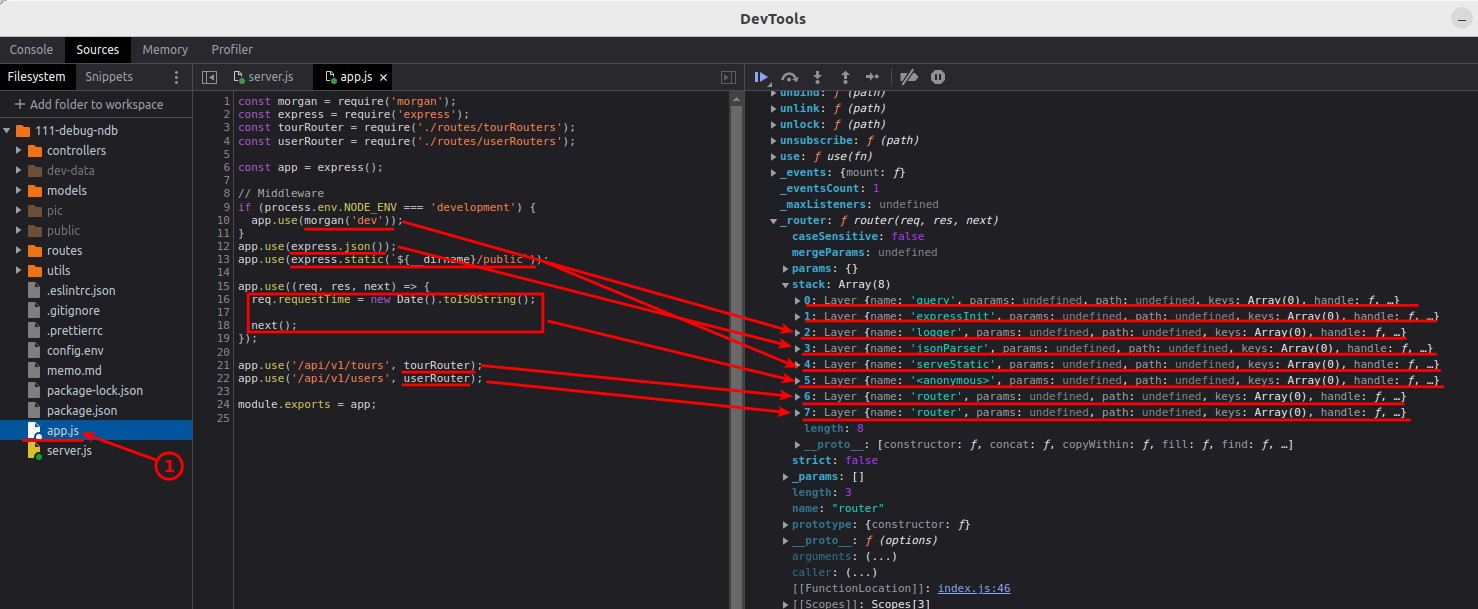 DevTools
Console Sources Memory Profiler
Filesystem Snippets
server.js app.js ×
+ Add folder to workspace
111-debug-ndb
controllers
dev-data
models
pic
public
routes
utils
.eslintrc.json
.gitignore
.prettierrc
config.env
memo.md
package-lock.json
package.json
app.js
server.js
1
1 const morgan = require('morgan');
2 const express = require('express');
3 const tourRouter = require('./routes/tourRouters');
4 const userRouter = require('./routes/userRouters');
5
6 const app = express();
7
8 // Middleware
9 if (process.env.NODE_ENV === 'development') {
10 app.use(morgan('dev'));
11 }
12 app.use(express.json());
13 app.use(express.static(`${__dirname}/public`));
14
15 app.use((req, res, next) => {
16 req.requestTime = new Date().toISOString();
17
18 next();
19 });
20
21 app.use('/api/v1/tours', tourRouter);
22 app.use('/api/v1/users', userRouter);
23
24 module.exports = app;
25
unbind: ƒ (path)
unlink: ƒ (path)
unlock: ƒ (path)
unsubscribe: ƒ (path)
use: ƒ use(fn)
_events: {mount: ƒ}
_eventsCount: 1
_maxListeners: undefined
_router: ƒ router(req, res, next)
caseSensitive: false
mergeParams: undefined
params: {}
stack: Array(8)
0: Layer {name: 'query', params: undefined, path: undefined, keys: Array(0), handle: ƒ, …}
1: Layer {name: 'expressInit', params: undefined, path: undefined, keys: Array(0), handle: ƒ, …}
2: Layer {name: 'logger', params: undefined, path: undefined, keys: Array(0), handle: ƒ, …}
3: Layer {name: 'jsonParser', params: undefined, path: undefined, keys: Array(0), handle: ƒ, …}
4: Layer {name: 'serveStatic', params: undefined, path: undefined, keys: Array(0), handle: ƒ, …}
5: Layer {name: '<anonymous>', params: undefined, path: undefined, keys: Array(0), handle: ƒ, …}
6: Layer {name: 'router', params: undefined, path: undefined, keys: Array(0), handle: ƒ, …}
7: Layer {name: 'router', params: undefined, path: undefined, keys: Array(0), handle: ƒ, …}
length: 8
__proto__: [constructor: ƒ, concat: ƒ, copyWithin: ƒ, fill: ƒ, find: ƒ, …]
strict: false
_params: []
length: 3
name: "router"
prototype: {constructor: ƒ}
__proto__: ƒ (options)
arguments: (...)
caller: (...)
[[FunctionLocation]]: index.js:46
[[Scopes]]: Scopes[3]